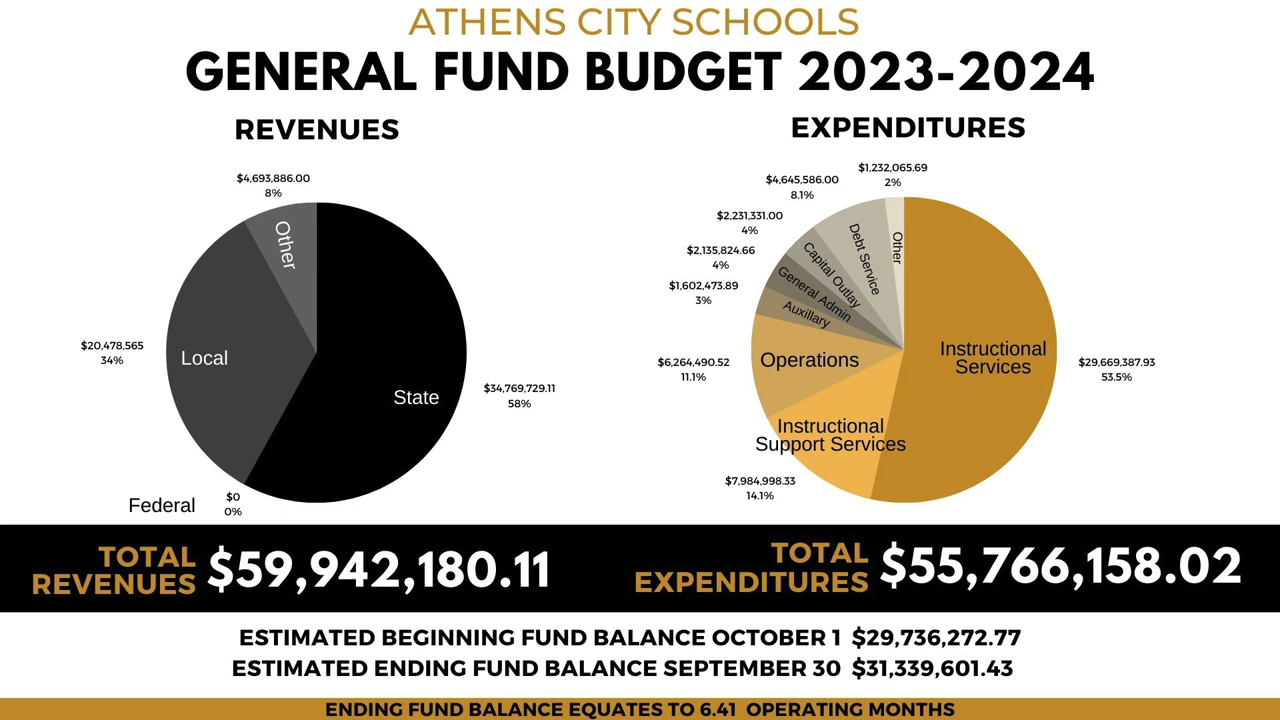 ATHENS CITY SCHOOLS
GENERAL FUND BUDGET 2023-2024
REVENUES
$4,693,886.00
8%
Other
$20,478,565
34%
Local
State
$34,769,729.11
58%
Federal
$0
0%
EXPENDITURES
$1,232,065.69
2%
$4,645,586.00
8.1%
$2,231,331.00
4%
$2,135,824.66
4%
$1,602,473.89
3%
$6,264,490.52
11.1%
$7,984,998.33
14.1%
$29,669,387.93
53.5%
Other
Debt Service
Capital Outlay
General Admin
Auxillary
Operations
Instructional
Support Services
Instructional
Services
TOTAL
REVENUES
$59,942,180.11
TOTAL
EXPENDITURES
$55,766,158.02
ESTIMATED BEGINNING FUND BALANCE OCTOBER 1 $29,736,272.77
ESTIMATED ENDING FUND BALANCE SEPTEMBER 30 $31,339,601.43
ENDING FUND BALANCE EQUATES TO 6.41 OPERATING MONTHS